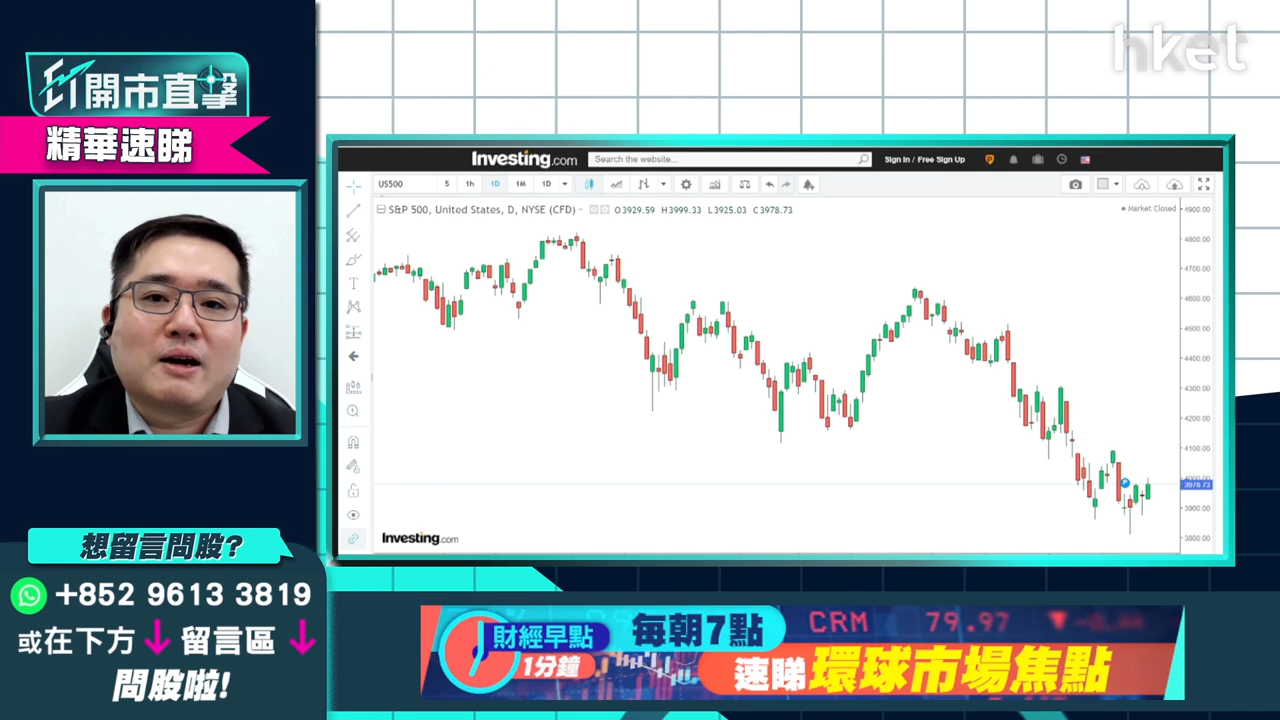 hket
ET開市直擊
精華速睇
Investing.com
Search the website...
Sign In / Free Sign Up
US500
5
1h
1D
1M
1D
S&P 500, United States, D, NYSE (CFD)
O3929.59 H3999.33 L3925.03 C3978.73
Market Closed
4900.00
4800.00
4700.00
4600.00
4500.00
4400.00
4300.00
4200.00
4100.00
4000.00
3978.73
3900.00
3800.00
Investing.com
想留言問股?
+852 9613 3819
或在下方↓留言區↓
問股啦!
財經早點
1分鐘
每朝7點
速睇環球市場焦點
CRM 79.97